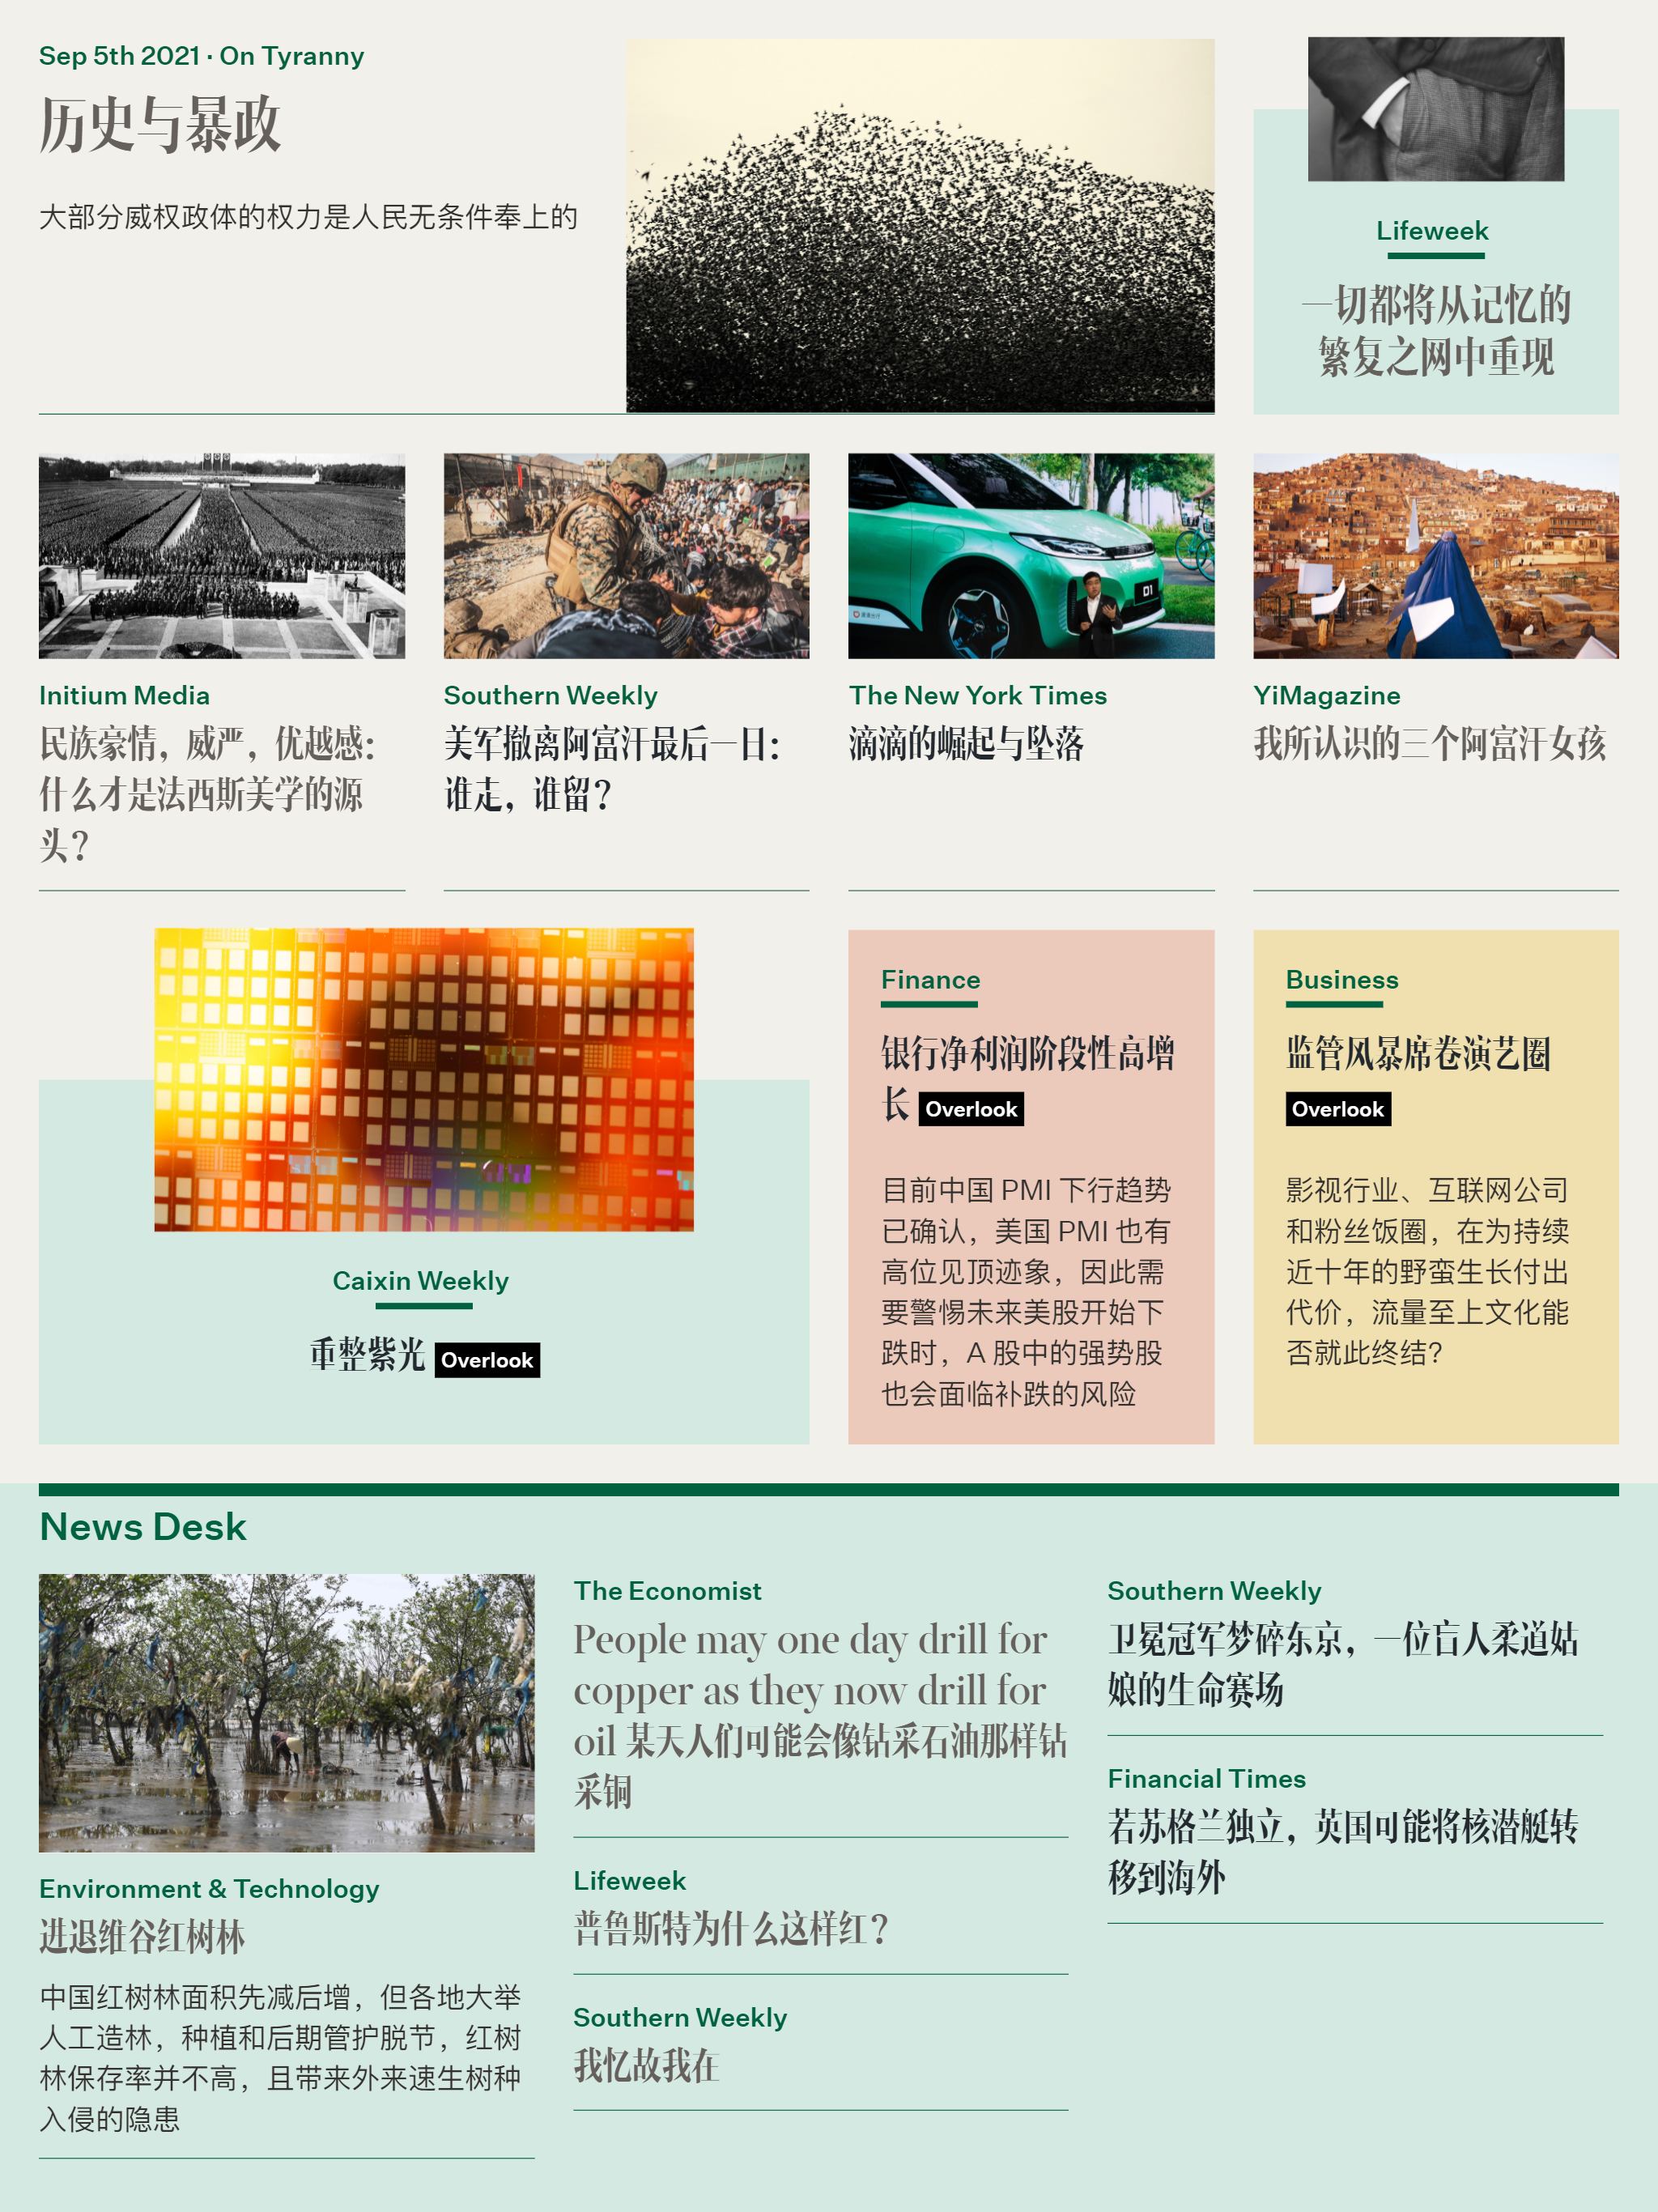 Sep 5th 2021 · On Tyranny
历史与暴政
大部分威权政体的权力是人民无条件奉上的
Lifeweek
一切都将从记忆的
繁复之网中重现
Initium Media
民族豪情，威严，优越感：
什么才是法西斯美学的源
头？
Southern Weekly
美军撤离阿富汗最后一日：
谁走，谁留？
D1
The New York Times
滴滴的崛起与坠落
YiMagazine
我所认识的三个阿富汗女孩
Caixin Weekly
重整紫光 Overlook
Finance
银行净利润阶段性高增
长 Overlook
目前中国 PMI 下行趋势
已确认，美国 PMI 也有
高位见顶迹象，因此需
要警惕未来美股开始下
跌时，A 股中的强势股
也会面临补跌的风险
Business
监管风暴席卷演艺圈
Overlook
影视行业、互联网公司
和粉丝饭圈，在为持续
近十年的野蛮生长付出
代价，流量至上文化能
否就此终结？
News Desk
Environment & Technology
进退维谷红树林
中国红树林面积先减后增，但各地大举
人工造林，种植和后期管护脱节，红树
林保存率并不高，且带来外来速生树种
入侵的隐患
The Economist
People may one day drill for
copper as they now drill for
oil 某天人们可能会像钻采石油那样钻
采铜
Lifeweek
普鲁斯特为什么这样红？
Southern Weekly
我忆故我在
Southern Weekly
卫冕冠军梦碎东京，一位盲人柔道姑
娘的生命赛场
Financial Times
若苏格兰独立，英国可能将核潜艇转
移到海外